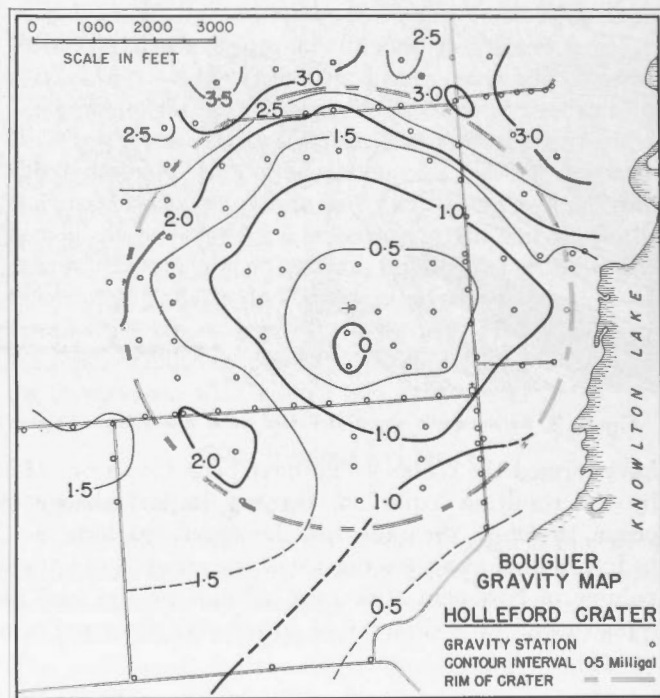 0 1000 2000 3000
SCALE IN FEET
2.5
3.0
3.5
3.0
2.5
2.5
3.0
3.0
1.5
2.0
1.0
0.5
0
2.0
1.0
1.5
1.0
1.5
0.5
KNOWLTON LAKE
BOUGUER
GRAVITY MAP
HOLLEFORD CRATER
GRAVITY STATION
CONTOUR INTERVAL 0·5 Milligal
RIM OF CRATER